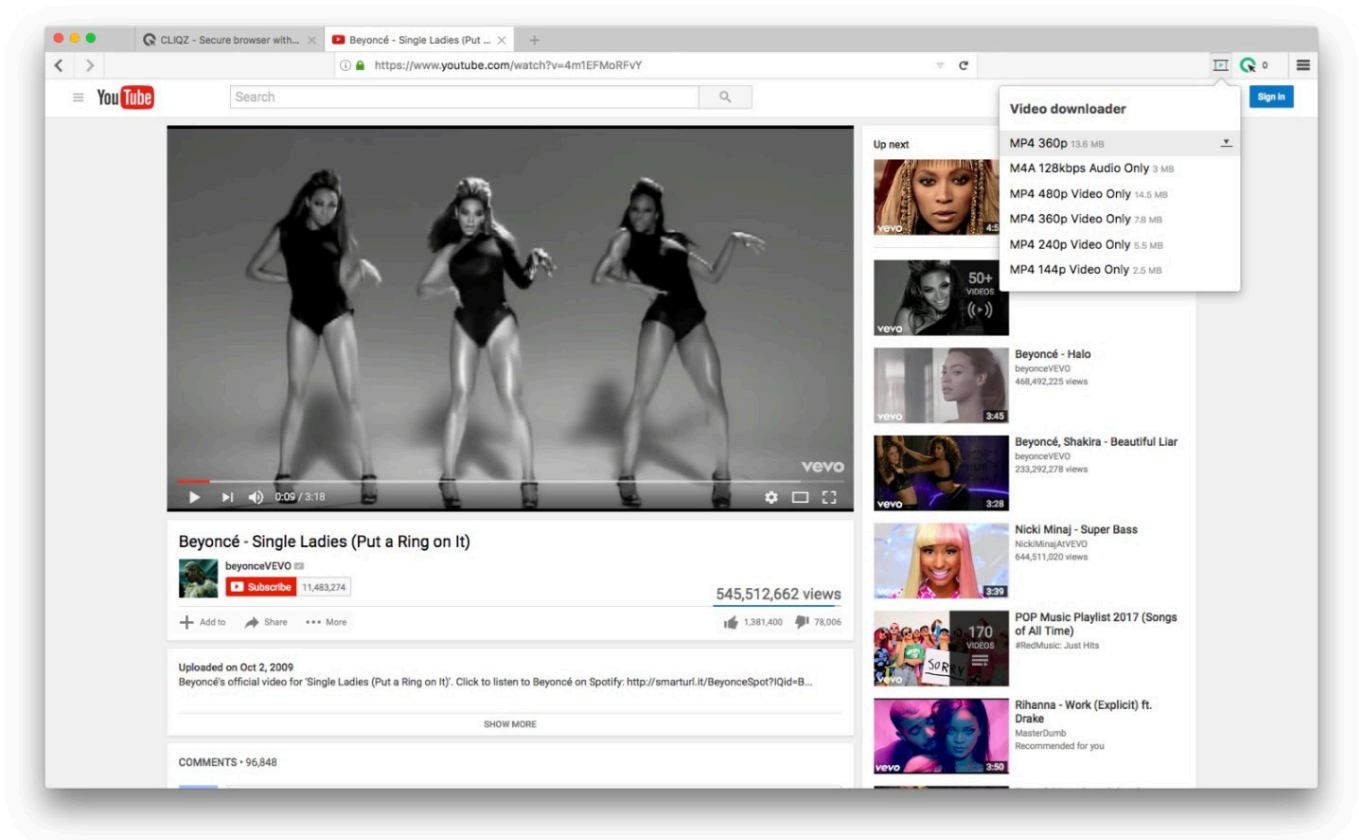 CLIQZ - Secure browser with...
Beyoncé - Single Ladies (Put ...
https://www.youtube.com/watch?v=4m1EFMoRFvY
0
YouTube
Search
Sign in
Video downloader
MP4 360p 13.6 MB
M4A 128kbps Audio Only 3 MB
MP4 480p Video Only 14.5 MB
MP4 360p Video Only 7.8 MB
MP4 240p Video Only 5.5 MB
MP4 144p Video Only 2.5 MB
vevo
0:09 / 3:18
Beyoncé - Single Ladies (Put a Ring on It)
beyonceVEVO
Subscribe 11,483,274
545,512,662 views
Add to Share More 1,381,400 78,006
Uploaded on Oct 2, 2009
Beyoncé's official video for 'Single Ladies (Put a Ring on It)'. Click to listen to Beyoncé on Spotify: http://smarturl.it/BeyonceSpot?IQid=B...
SHOW MORE
COMMENTS • 96,848
Up next
vevo
50+
VIDEOS
vevo
Beyoncé - Halo
beyonceVEVO
468,492,225 views
vevo 3:45
Beyoncé, Shakira - Beautiful Liar
beyonceVEVO
233,292,278 views
vevo 3:28
Nicki Minaj - Super Bass
NickiMinajAtVEVO
644,511,020 views
vevo 3:39
POP Music Playlist 2017 (Songs
of All Time)
#RedMusic: Just Hits
170
VIDEOS
SORRY
vevo
Rihanna - Work (Explicit) ft.
Drake
MasterDumb
Recommended for you
vevo 3:50